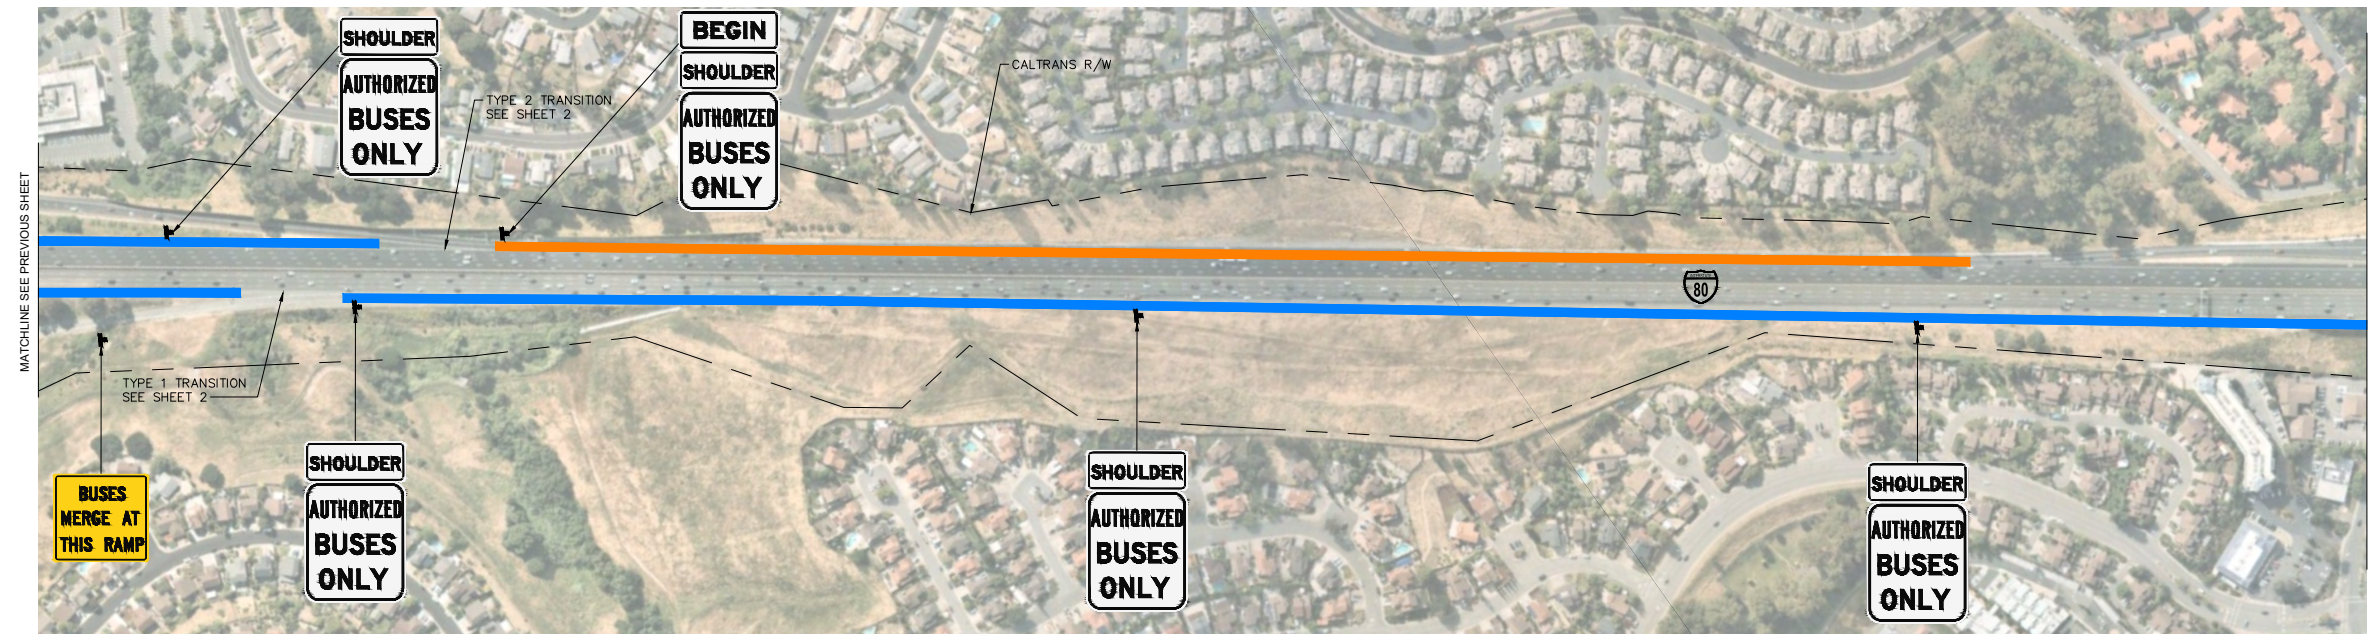 SHOULDER
AUTHORIZED
BUSES
ONLY
BEGIN
SHOULDER
AUTHORIZED
BUSES
ONLY
TYPE 2 TRANSITION
SEE SHEET 2
CALTRANS R/W
MATCHLINE SEE PREVIOUS SHEET
80
TYPE 1 TRANSITION
SEE SHEET 2
BUSES
MERGE AT
THIS RAMP
SHOULDER
AUTHORIZED
BUSES
ONLY
SHOULDER
AUTHORIZED
BUSES
ONLY
SHOULDER
AUTHORIZED
BUSES
ONLY